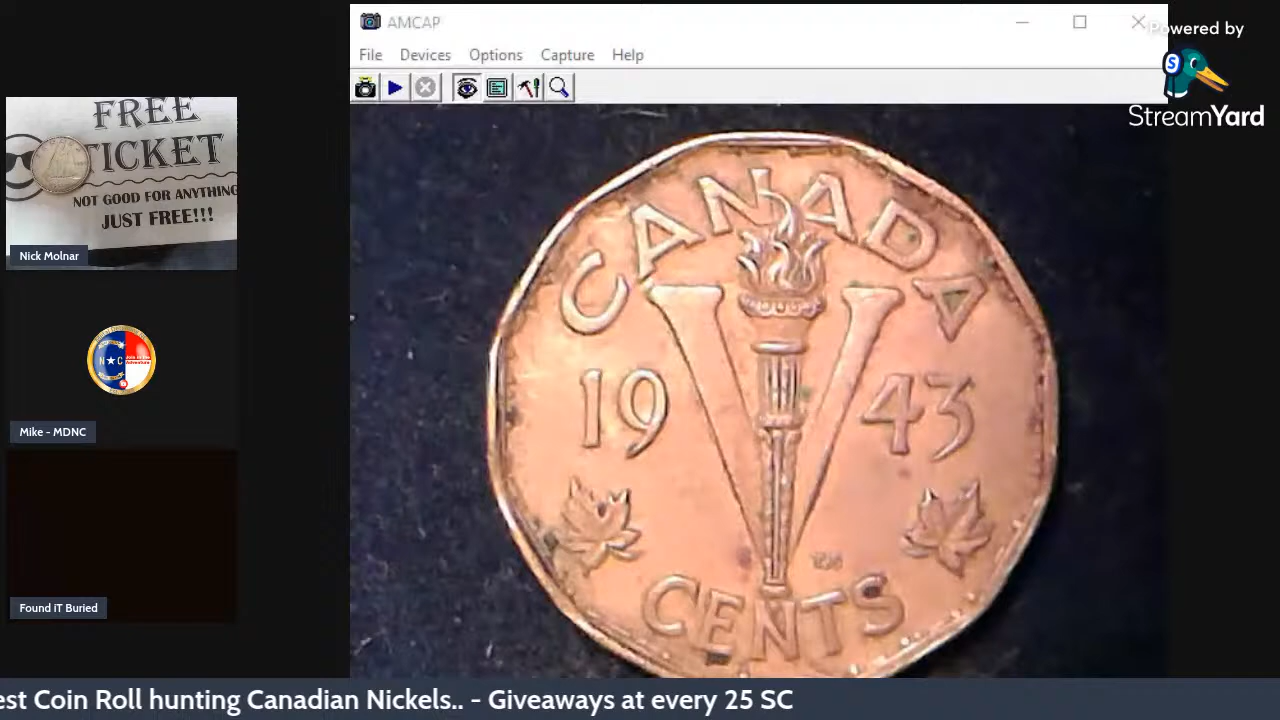 AMCAP
File Devices Options Capture Help
Powered by
StreamYard
FREE
TICKET
NOT GOOD FOR ANYTHING
JUST FREE!!!
Nick Molnar
N C
Mike - MDNC
Found iT Buried
CANADA
19 43
CENTS
est Coin Roll hunting Canadian Nickels.. - Giveaways at every 25 SC